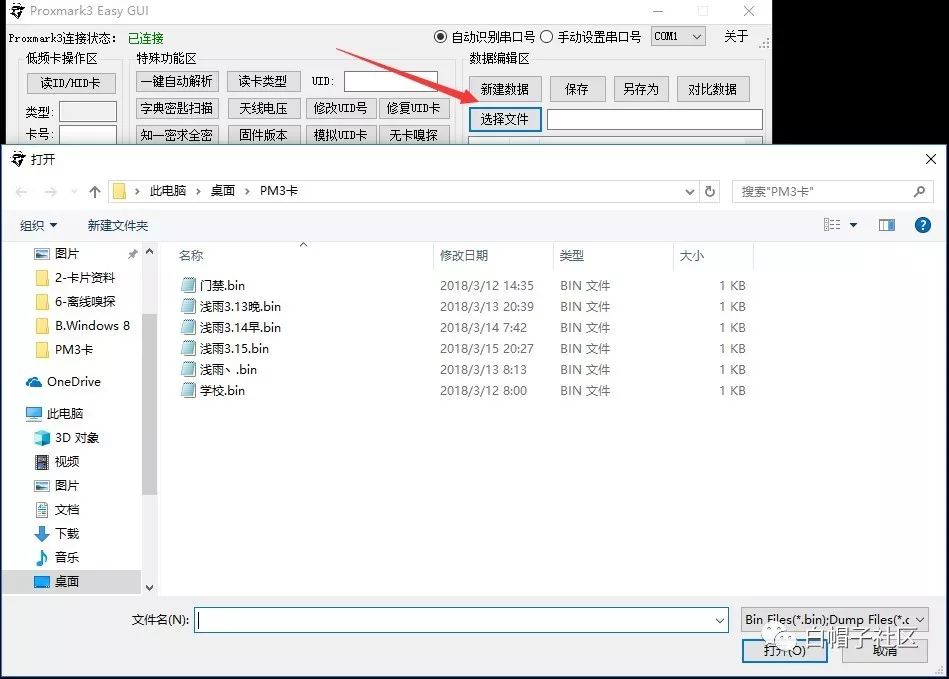 Proxmark3 Easy GUI
Proxmark3连接状态： 已连接 自动识别串口号 手动设置串口号 COM1 关于
低频卡操作区 特殊功能区 数据编辑区
读ID/HID卡 一键自动解析 读卡类型 UID: 新建数据 保存 另存为 对比数据
类型: 字典密匙扫描 天线电压 修改UID号 修复UID卡 选择文件
卡号: 知一密求全密 固件版本 模拟UID卡 无卡嗅探
打开
此电脑 › 桌面 › PM3卡 搜索"PM3卡"
组织 新建文件夹
名称 修改日期 类型 大小
图片
2-卡片资料
6-离线嗅探
B.Windows 8
PM3卡
OneDrive
此电脑
3D 对象
视频
图片
文档
下载
音乐
桌面
门禁.bin 2018/3/12 14:35 BIN 文件 1 KB
浅雨3.13晚.bin 2018/3/13 20:39 BIN 文件 1 KB
浅雨3.14早.bin 2018/3/14 7:42 BIN 文件 1 KB
浅雨3.15.bin 2018/3/15 20:27 BIN 文件 1 KB
浅雨丶.bin 2018/3/13 8:13 BIN 文件 1 KB
学校.bin 2018/3/12 8:00 BIN 文件 1 KB
文件名(N): Bin Files(*.bin);Dump Files(*.c
打开(O) 取消
白帽子社区